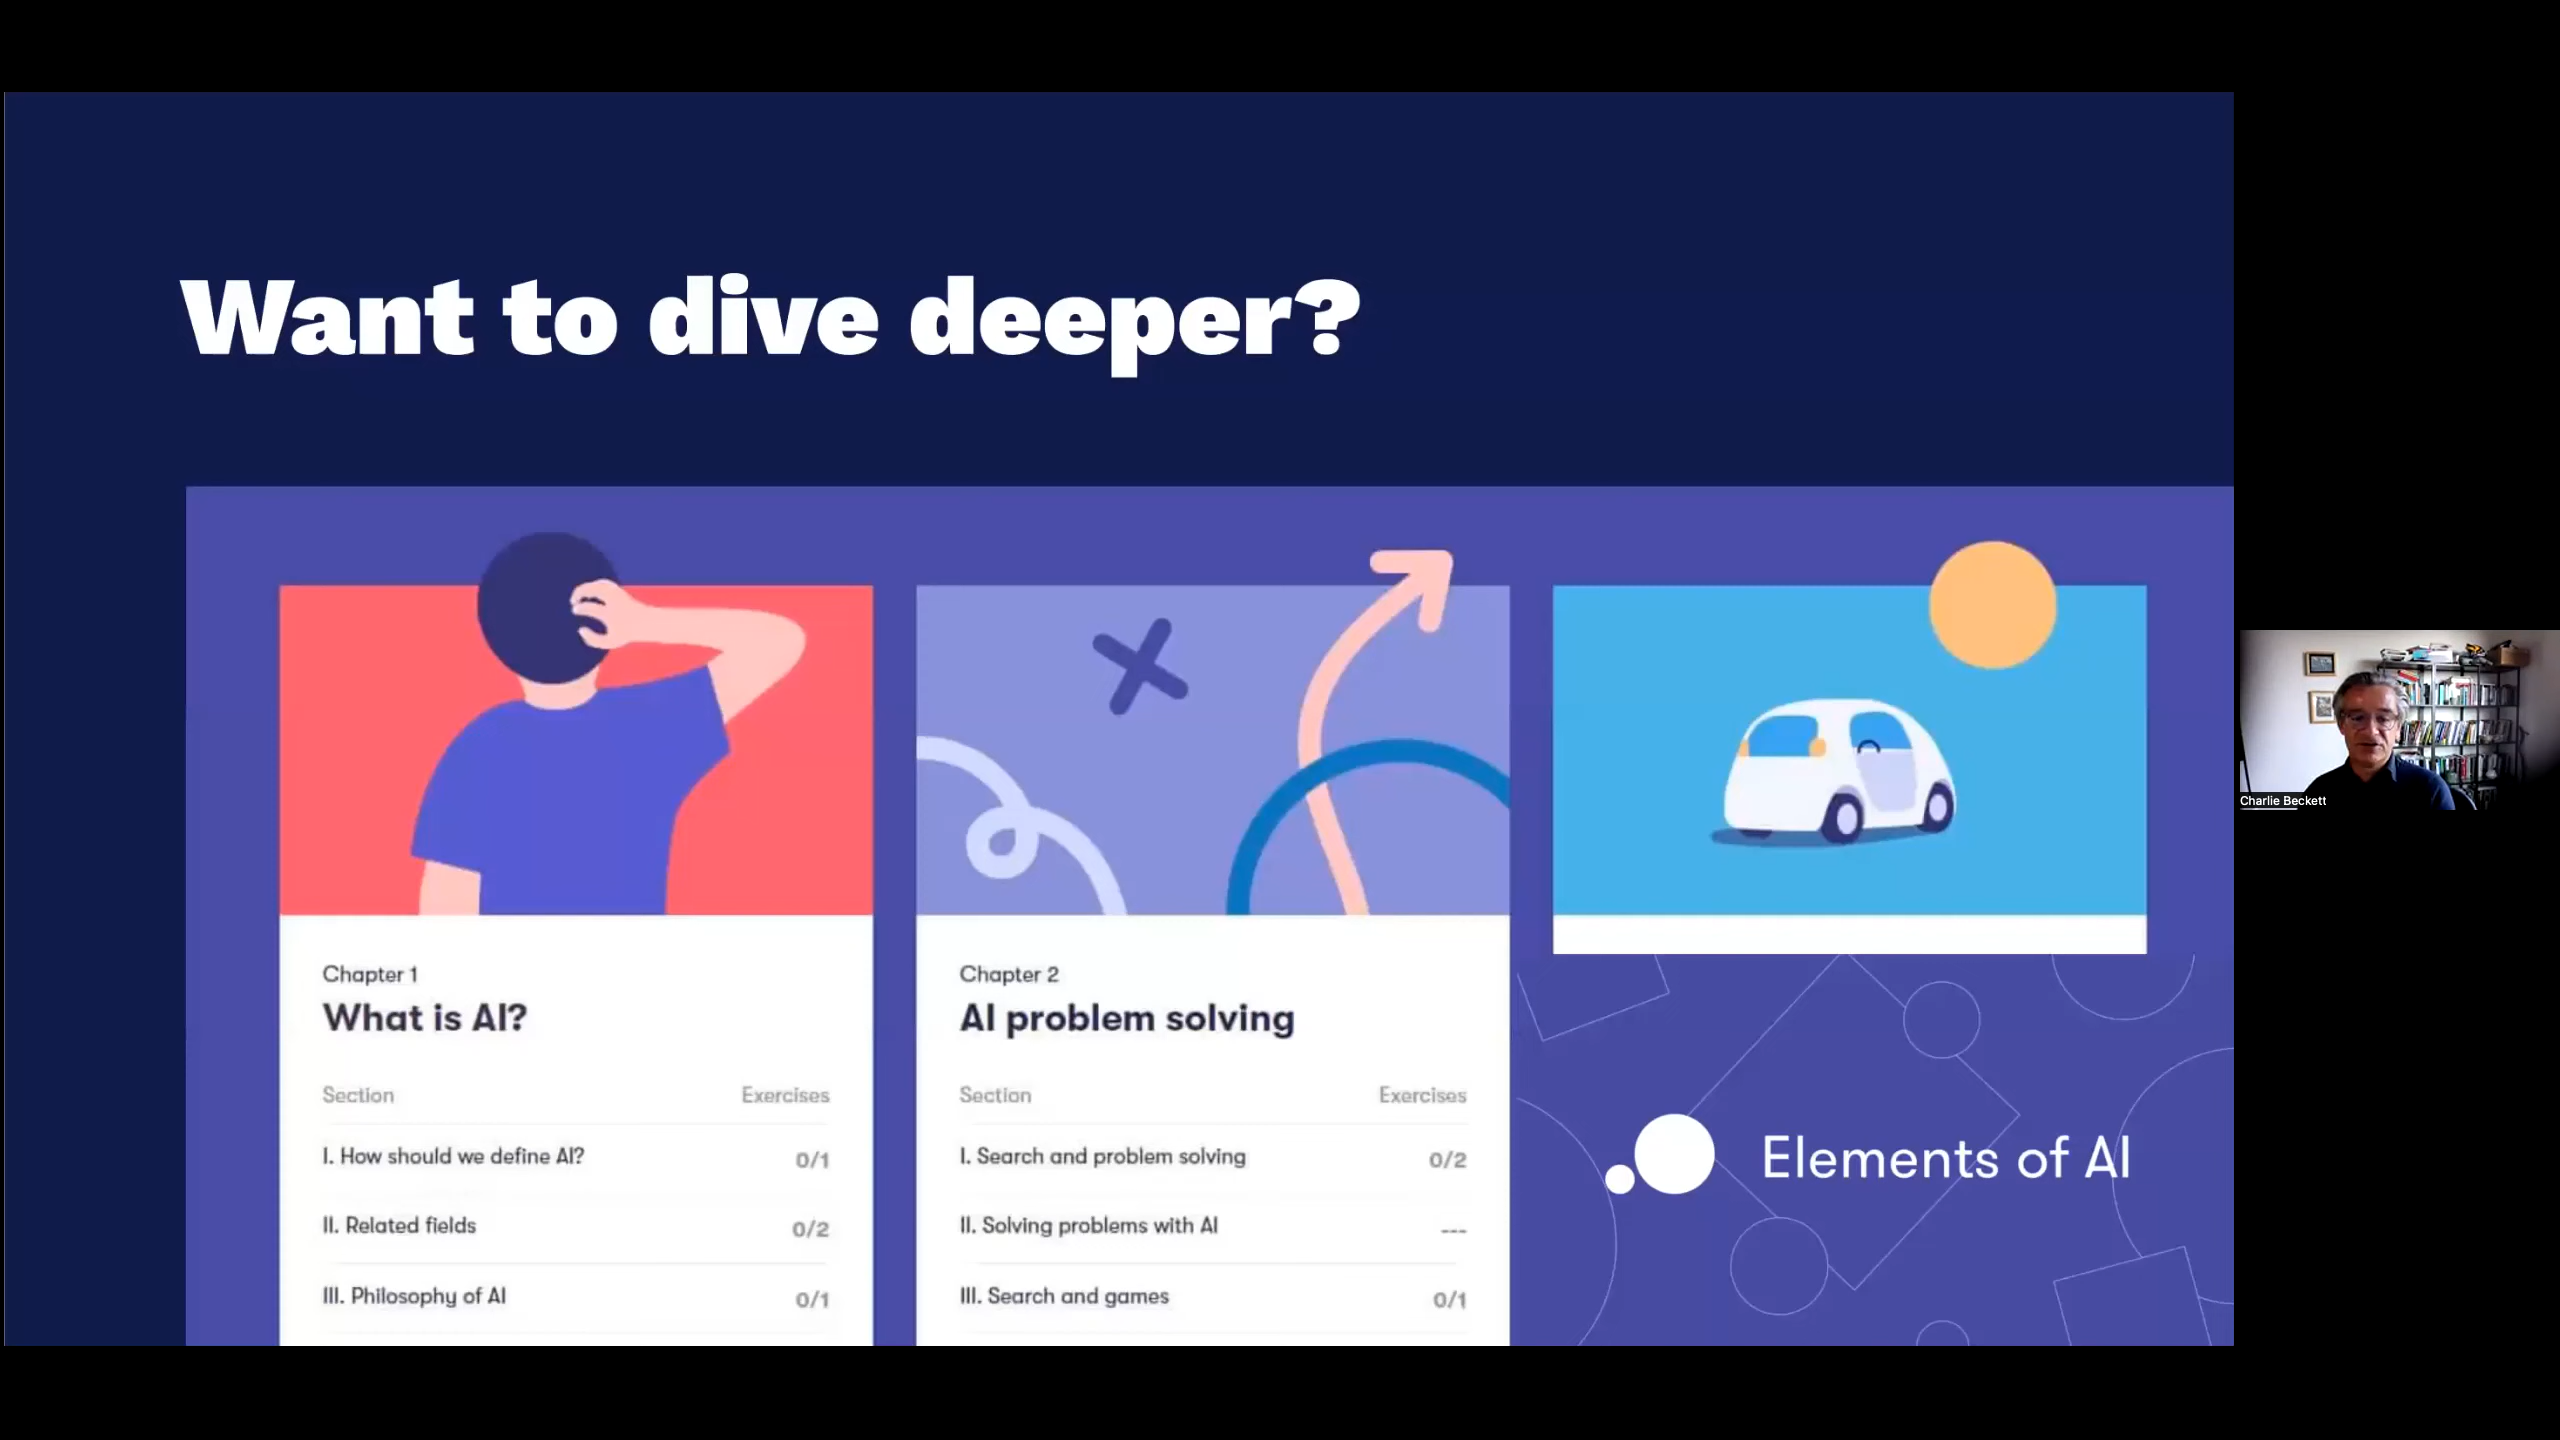 Want to dive deeper?
Chapter 1
What is AI?
Section Exercises
I. How should we define AI? 0/1
II. Related fields 0/2
III. Philosophy of AI 0/1
Chapter 2
AI problem solving
Section Exercises
I. Search and problem solving 0/2
II. Solving problems with AI ---
III. Search and games 0/1
Elements of AI
Charlie Beckett